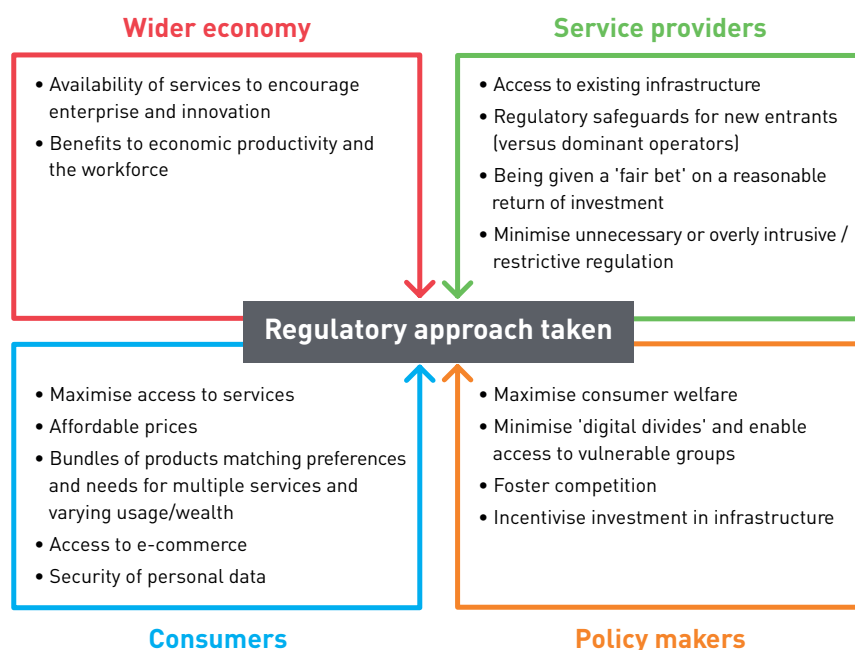 Wider economy
• Availability of services to encourage
enterprise and innovation
• Benefits to economic productivity and
the workforce
Service providers
• Access to existing infrastructure
• Regulatory safeguards for new entrants
(versus dominant operators)
• Being given a 'fair bet' on a reasonable
return of investment
• Minimise unnecessary or overly intrusive /
restrictive regulation
Regulatory approach taken
• Maximise access to services
• Affordable prices
• Bundles of products matching preferences
and needs for multiple services and
varying usage/wealth
• Access to e-commerce
• Security of personal data
Consumers
• Maximise consumer welfare
• Minimise 'digital divides' and enable
access to vulnerable groups
• Foster competition
• Incentivise investment in infrastructure
Policy makers